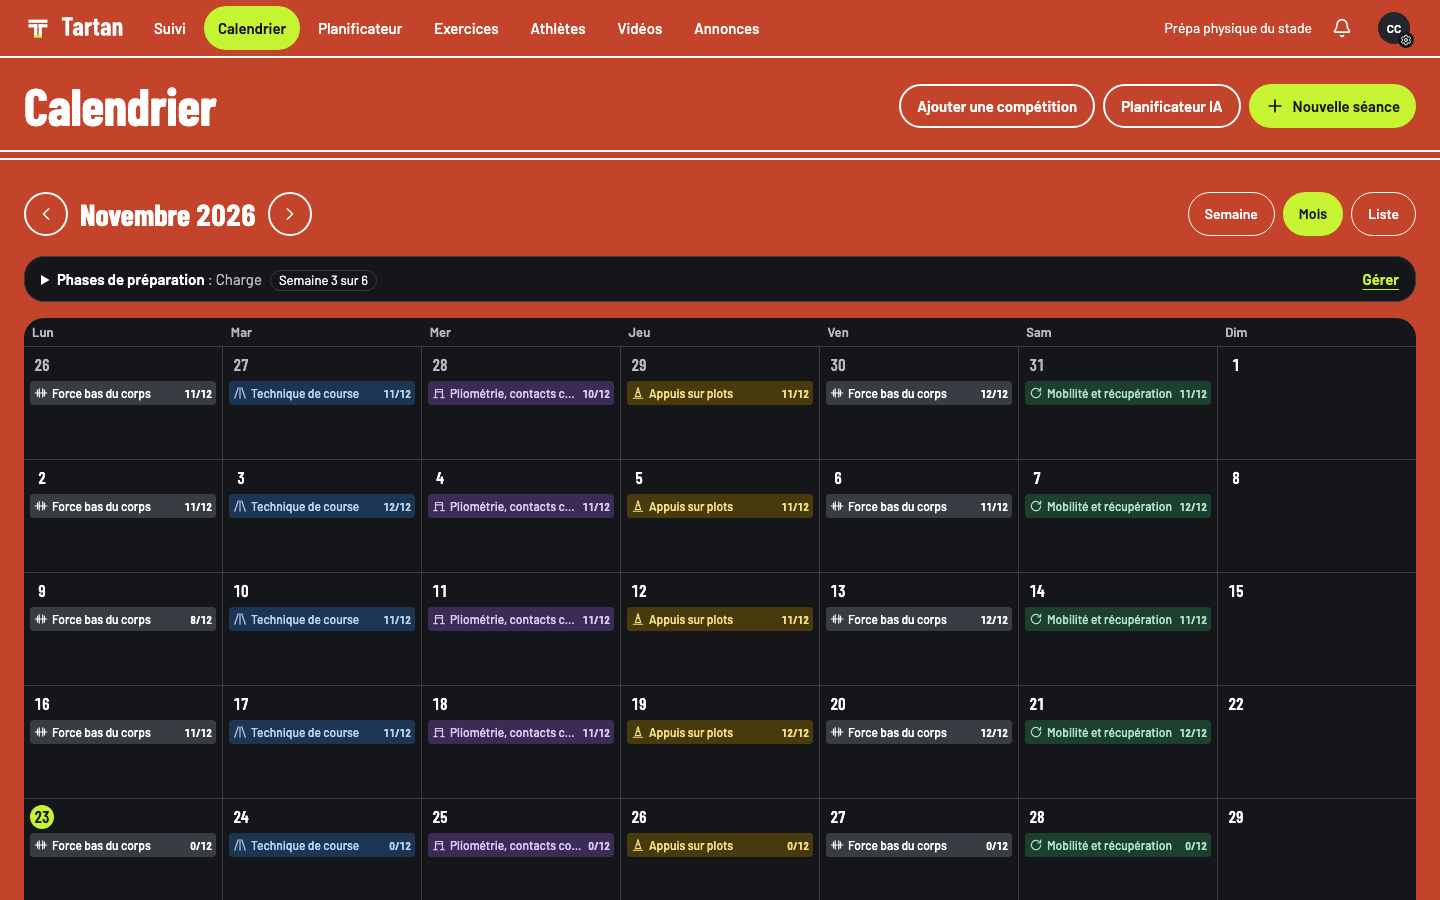 Tartan
Suivi
Calendrier
Planificateur
Exercices
Athlètes
Vidéos
Annonces
Prépa physique du stade
CC
Calendrier
Ajouter une compétition
Planificateur IA
Nouvelle séance
Novembre 2026
Semaine
Mois
Liste
Phases de préparation : Charge
Semaine 3 sur 6
Gérer
Lun Mar Mer Jeu Ven Sam Dim
26 27 28 29 30 31 1
Force bas du corps 11/12
Technique de course 11/12
Pliométrie, contacts c... 10/12
Appuis sur plots 11/12
Force bas du corps 12/12
Mobilité et récupération 11/12
2 3 4 5 6 7 8
Force bas du corps 11/12
Technique de course 12/12
Pliométrie, contacts c... 11/12
Appuis sur plots 11/12
Force bas du corps 11/12
Mobilité et récupération 12/12
9 10 11 12 13 14 15
Force bas du corps 8/12
Technique de course 11/12
Pliométrie, contacts c... 11/12
Appuis sur plots 11/12
Force bas du corps 12/12
Mobilité et récupération 11/12
16 17 18 19 20 21 22
Force bas du corps 11/12
Technique de course 11/12
Pliométrie, contacts c... 11/12
Appuis sur plots 12/12
Force bas du corps 12/12
Mobilité et récupération 12/12
23 24 25 26 27 28 29
Force bas du corps 0/12
Technique de course 0/12
Pliométrie, contacts co... 0/12
Appuis sur plots 0/12
Force bas du corps 0/12
Mobilité et récupération 0/12